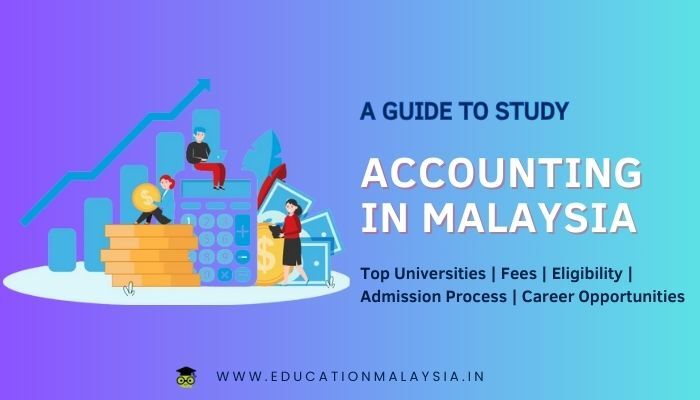 A GUIDE TO STUDY
ACCOUNTING
IN MALAYSIA
Top Universities | Fees | Eligibility |
Admission Process | Career Opportunities
WWW.EDUCATIONMALAYSIA.IN